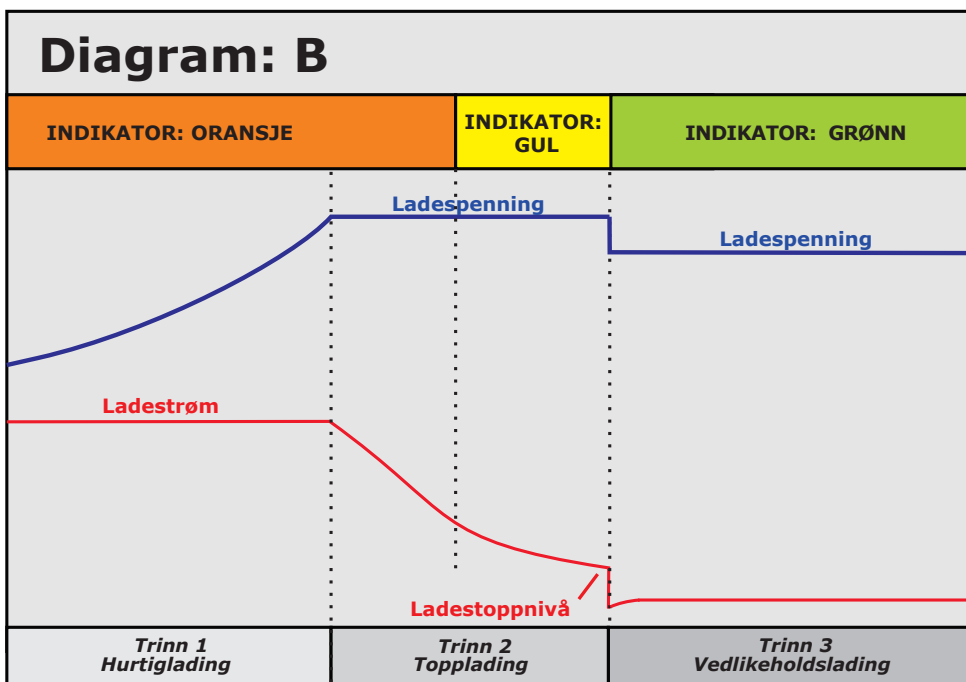 Diagram: B
INDIKATOR: ORANSJE
INDIKATOR:
GUL
INDIKATOR: GRØNN
Ladespenning
Ladespenning
Ladestrøm
Ladestoppnivå
Trinn 1
Hurtiglading
Trinn 2
Topplading
Trinn 3
Vedlikeholdslading